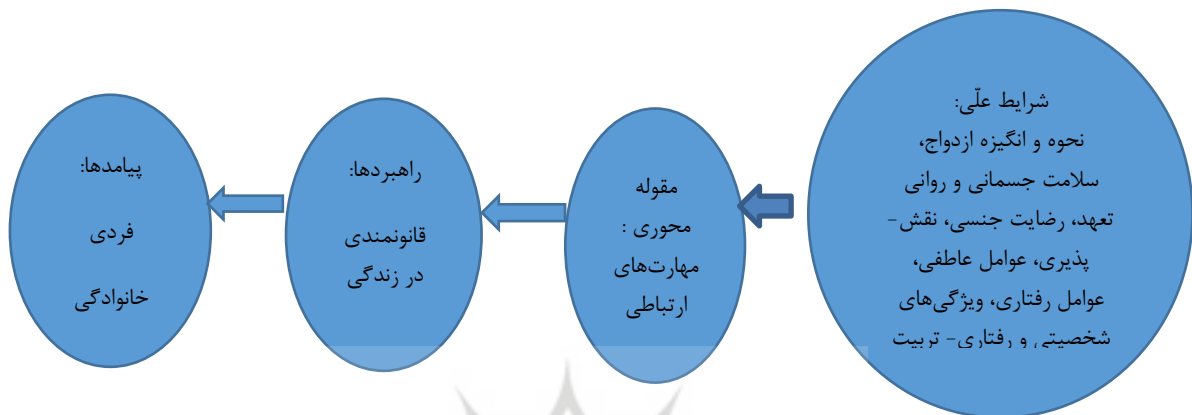 شرایط علّی:
نحوه و انگیزه ازدواج،
سلامت جسمانی و روانی
تعهد، رضایت جنسی، نقش-
پذیری، عوامل عاطفی،
عوامل رفتاری، ویژگی‌های
شخصیتی و رفتاری- تربیت
مقوله
محوری :
مهارت‌های
ارتباطی
راهبردها:
قانونمندی
در زندگی
پیامدها:
فردی
خانوادگی